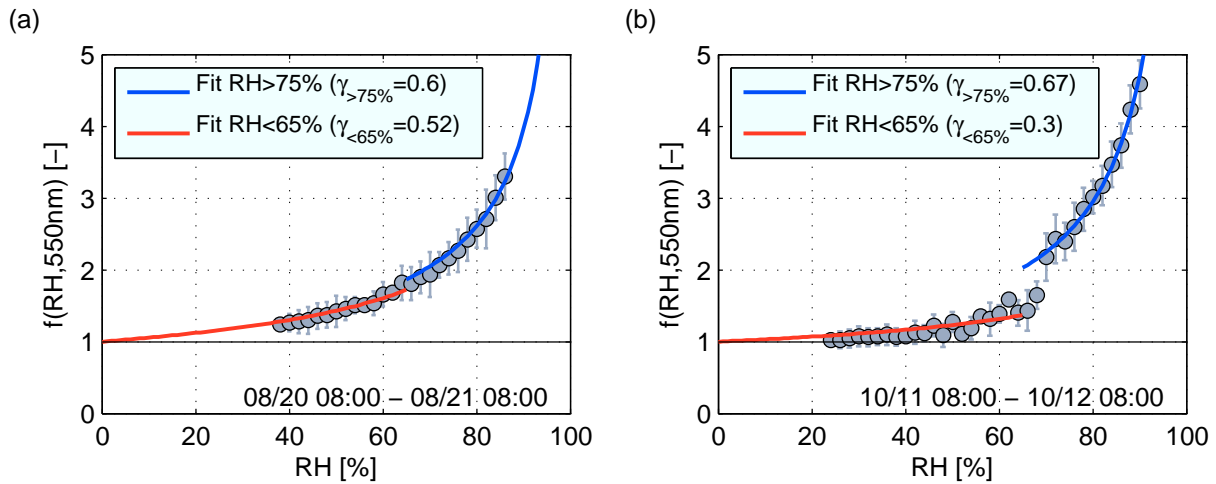 (a)
5
4
3
2
1
0
f(RH,550nm) [−]
Fit RH>75% (γ>75%=0.6)
Fit RH<65% (γ<65%=0.52)
08/20 08:00 − 08/21 08:00
0 20 40 60 80 100
RH [%]
(b)
5
4
3
2
1
0
f(RH,550nm) [−]
Fit RH>75% (γ>75%=0.67)
Fit RH<65% (γ<65%=0.3)
10/11 08:00 − 10/12 08:00
0 20 40 60 80 100
RH [%]